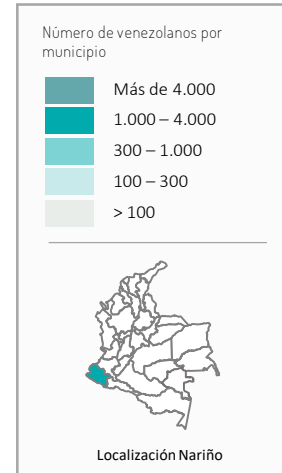 Número de venezolanos por
municipio
Más de 4.000
1.000 – 4.000
300 – 1.000
100 – 300
> 100
Localización Nariño